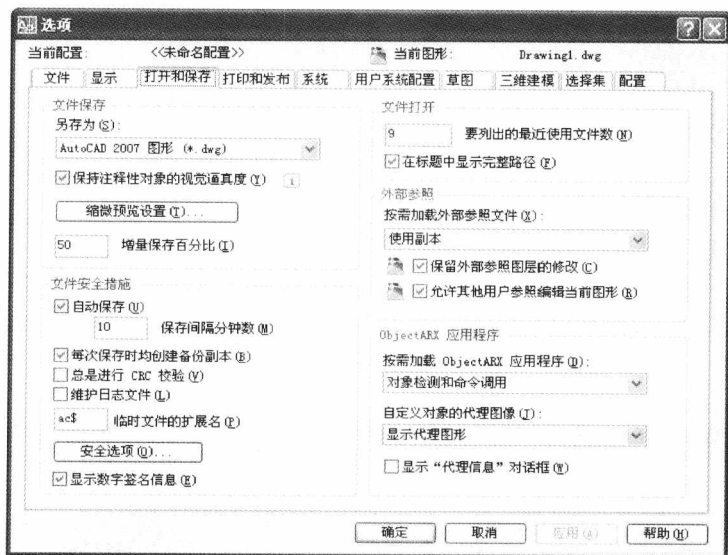 选项
当前配置: <<未命名配置>> 当前图形: Drawing1.dwg
文件 显示 打开和保存 打印和发布 系统 用户系统配置 草图 三维建模 选择集 配置
文件保存
另存为(S):
AutoCAD 2007 图形 (*.dwg)
保持注释性对象的视觉逼真度(Y)
缩微预览设置(T)...
50 增量保存百分比(I)
文件安全措施
自动保存(U)
10 保存间隔分钟数(M)
每次保存时均创建备份副本(B)
总是进行 CRC 校验(V)
维护日志文件(L)
ac$ 临时文件的扩展名(P)
安全选项(O)...
显示数字签名信息(E)
文件打开
9 要列出的最近使用文件数(N)
在标题中显示完整路径(F)
外部参照
按需加载外部参照文件(X):
使用副本
保留外部参照图层的修改(C)
允许其他用户参照编辑当前图形(R)
ObjectARX 应用程序
按需加载 ObjectARX 应用程序(D):
对象检测和命令调用
自定义对象的代理图像(J):
显示代理图形
显示“代理信息”对话框(W)
确定 取消 应用(A) 帮助(H)